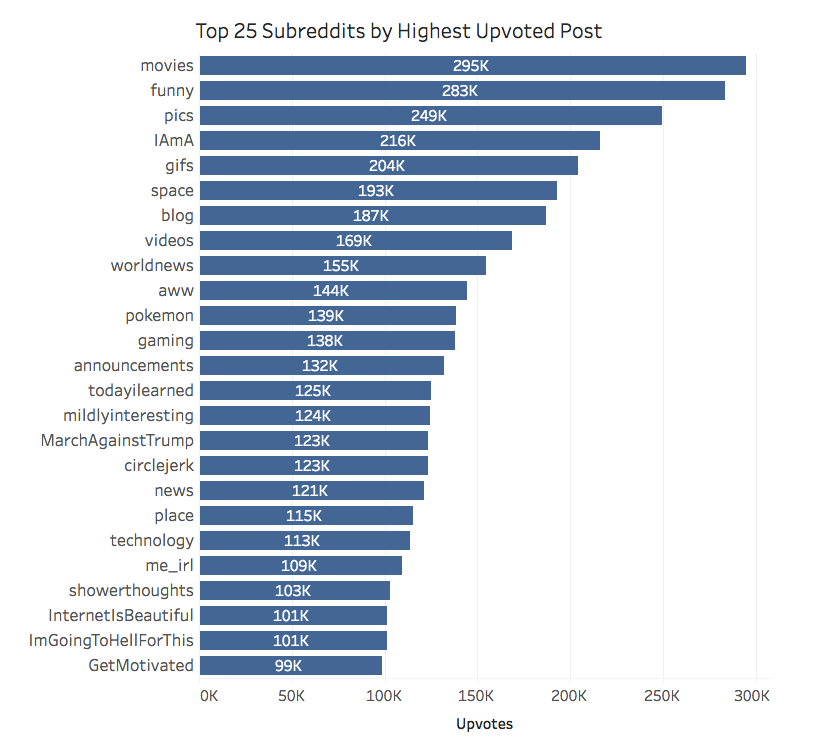 Top 25 Subreddits by Highest Upvoted Post
movies 295K
funny 283K
pics 249K
IAmA 216K
gifs 204K
space 193K
blog 187K
videos 169K
worldnews 155K
aww 144K
pokemon 139K
gaming 138K
announcements 132K
todayilearned 125K
mildlyinteresting 124K
MarchAgainstTrump 123K
circlejerk 123K
news 121K
place 115K
technology 113K
me_irl 109K
showerthoughts 103K
InternetIsBeautiful 101K
ImGoingToHellForThis 101K
GetMotivated 99K
0K 50K 100K 150K 200K 250K 300K
Upvotes